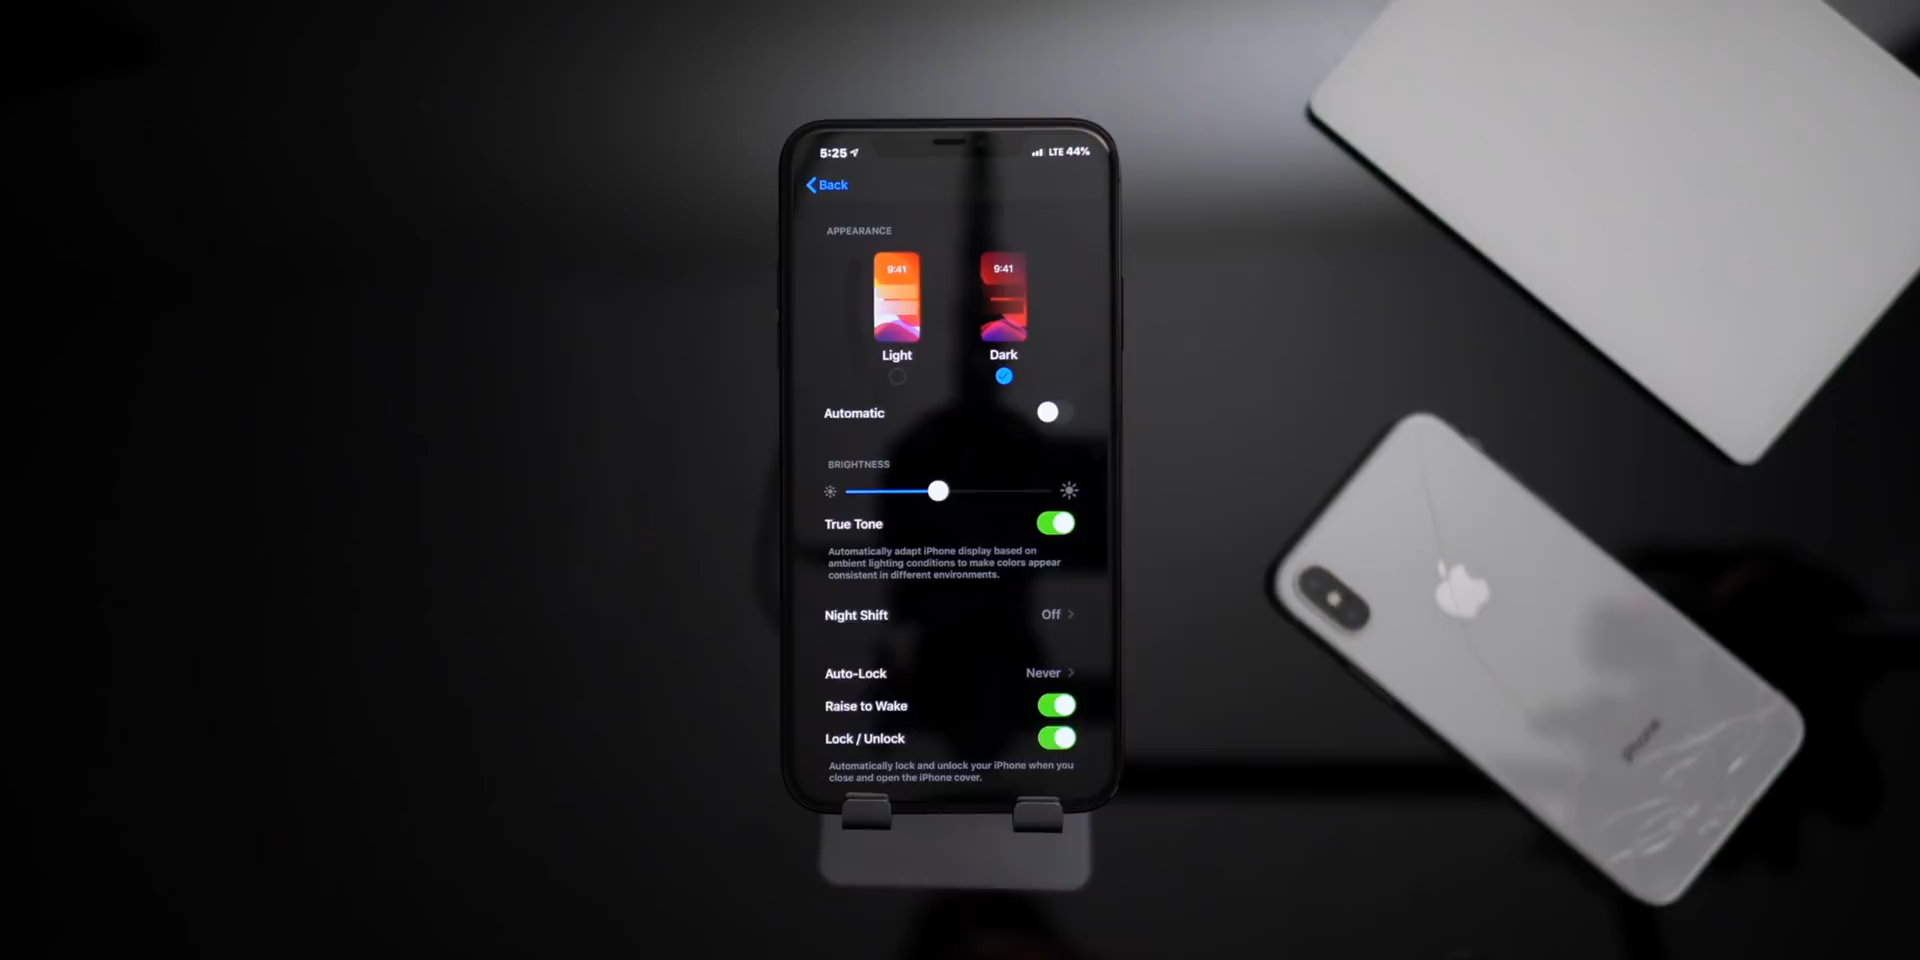 5:25 LTE 44%
Back
APPEARANCE
9:41 9:41
Light Dark
Automatic
BRIGHTNESS
True Tone
Automatically adapt iPhone display based on
ambient lighting conditions to make colors appear
consistent in different environments.
Night Shift Off
Auto-Lock Never
Raise to Wake
Lock / Unlock
Automatically lock and unlock your iPhone when you
close and open the iPhone cover.
iPhone